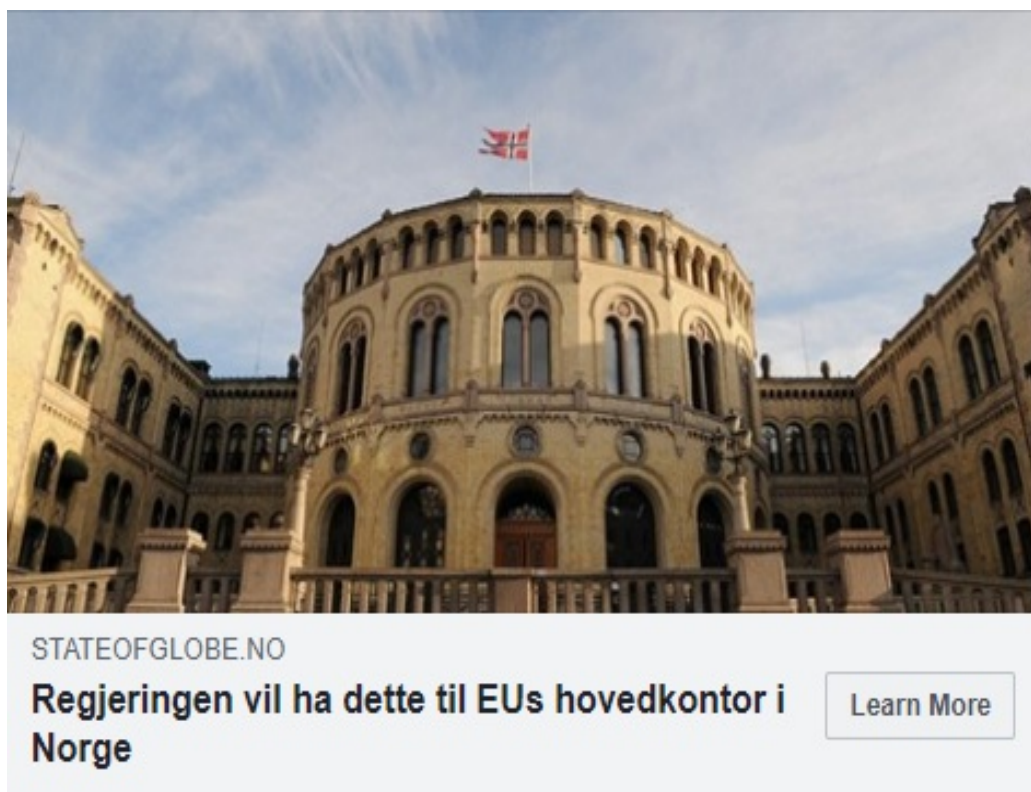 STATEOFGLOBE.NO
Regjeringen vil ha dette til EUs hovedkontor i
Norge
Learn More